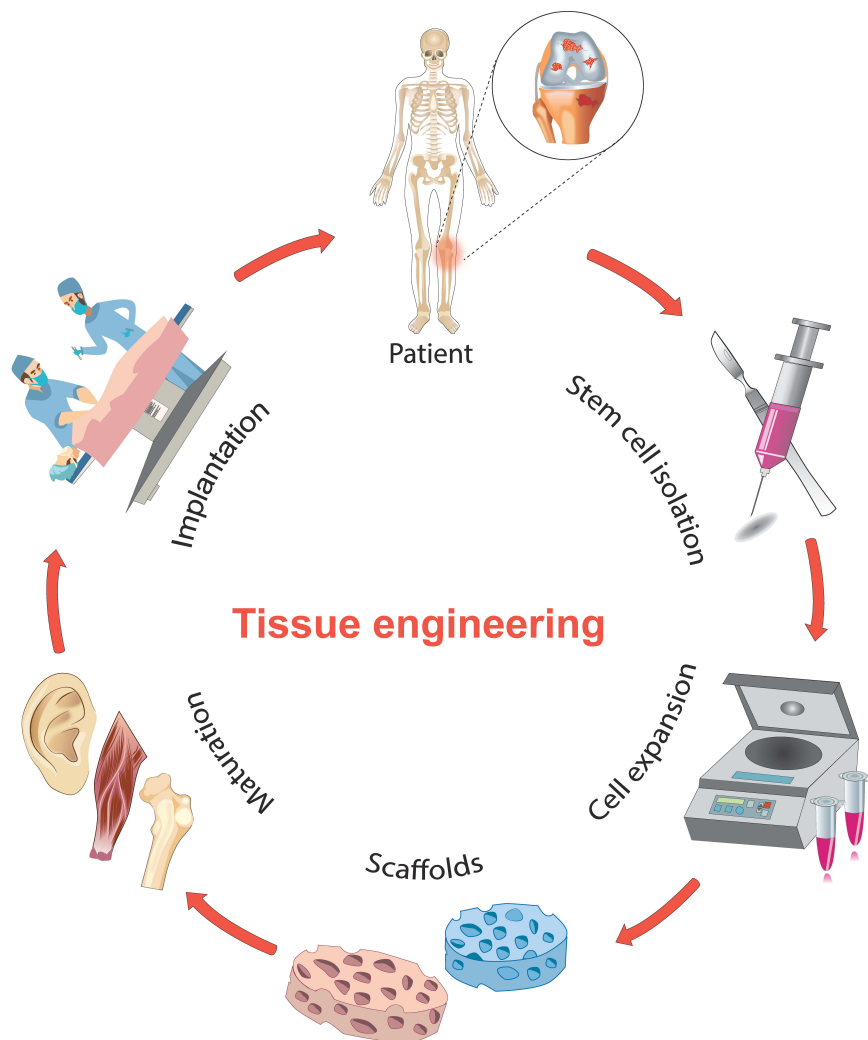 Patient
Stem cell isolation
Cell expansion
Scaffolds
Maturation
Implantation
Tissue engineering